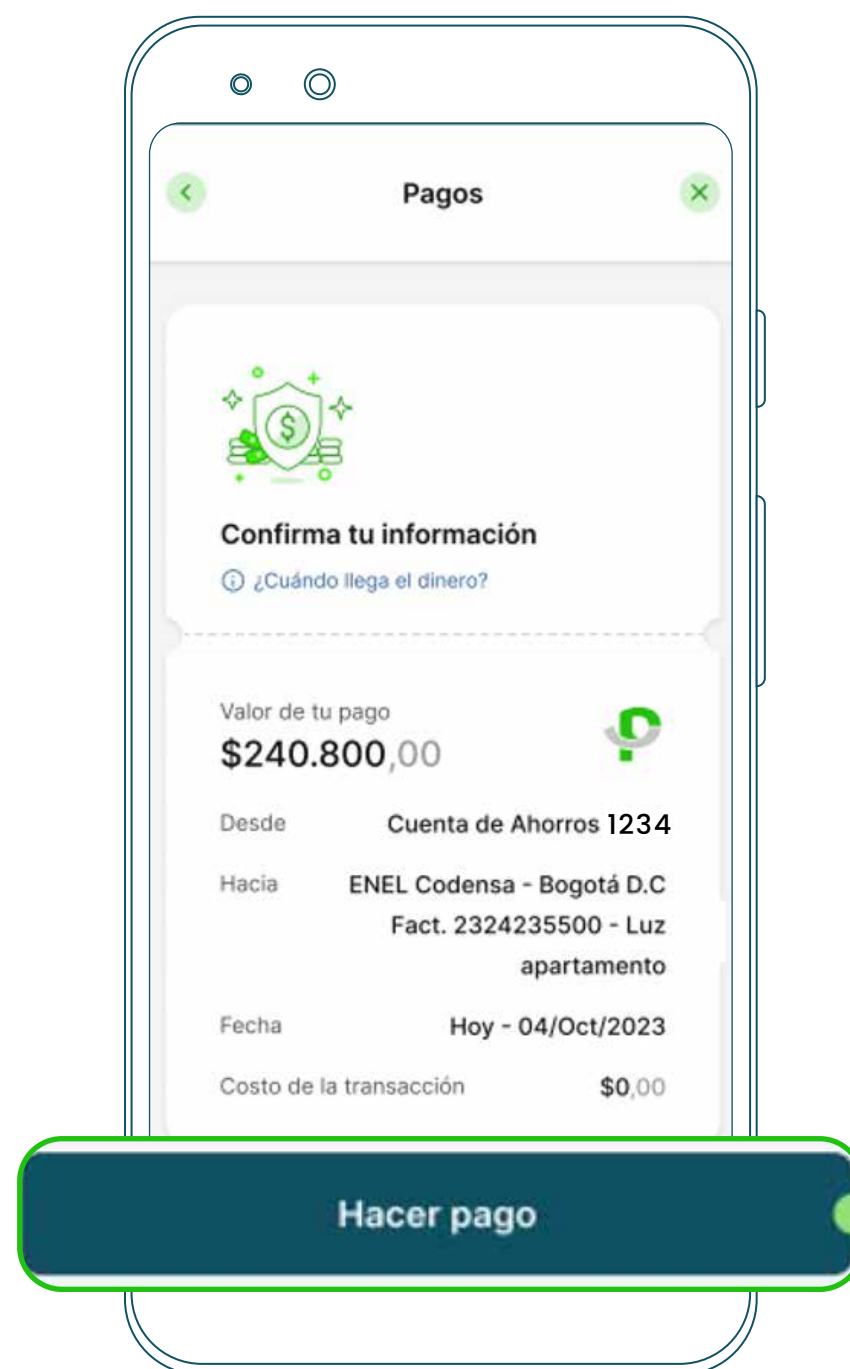 Pagos
Confirma tu información
¿Cuándo llega el dinero?
Valor de tu pago
$240.800,00
Desde Cuenta de Ahorros 1234
Hacia ENEL Codensa - Bogotá D.C
Fact. 2324235500 - Luz
apartamento
Fecha Hoy - 04/Oct/2023
Costo de la transacción $0,00
Hacer pago